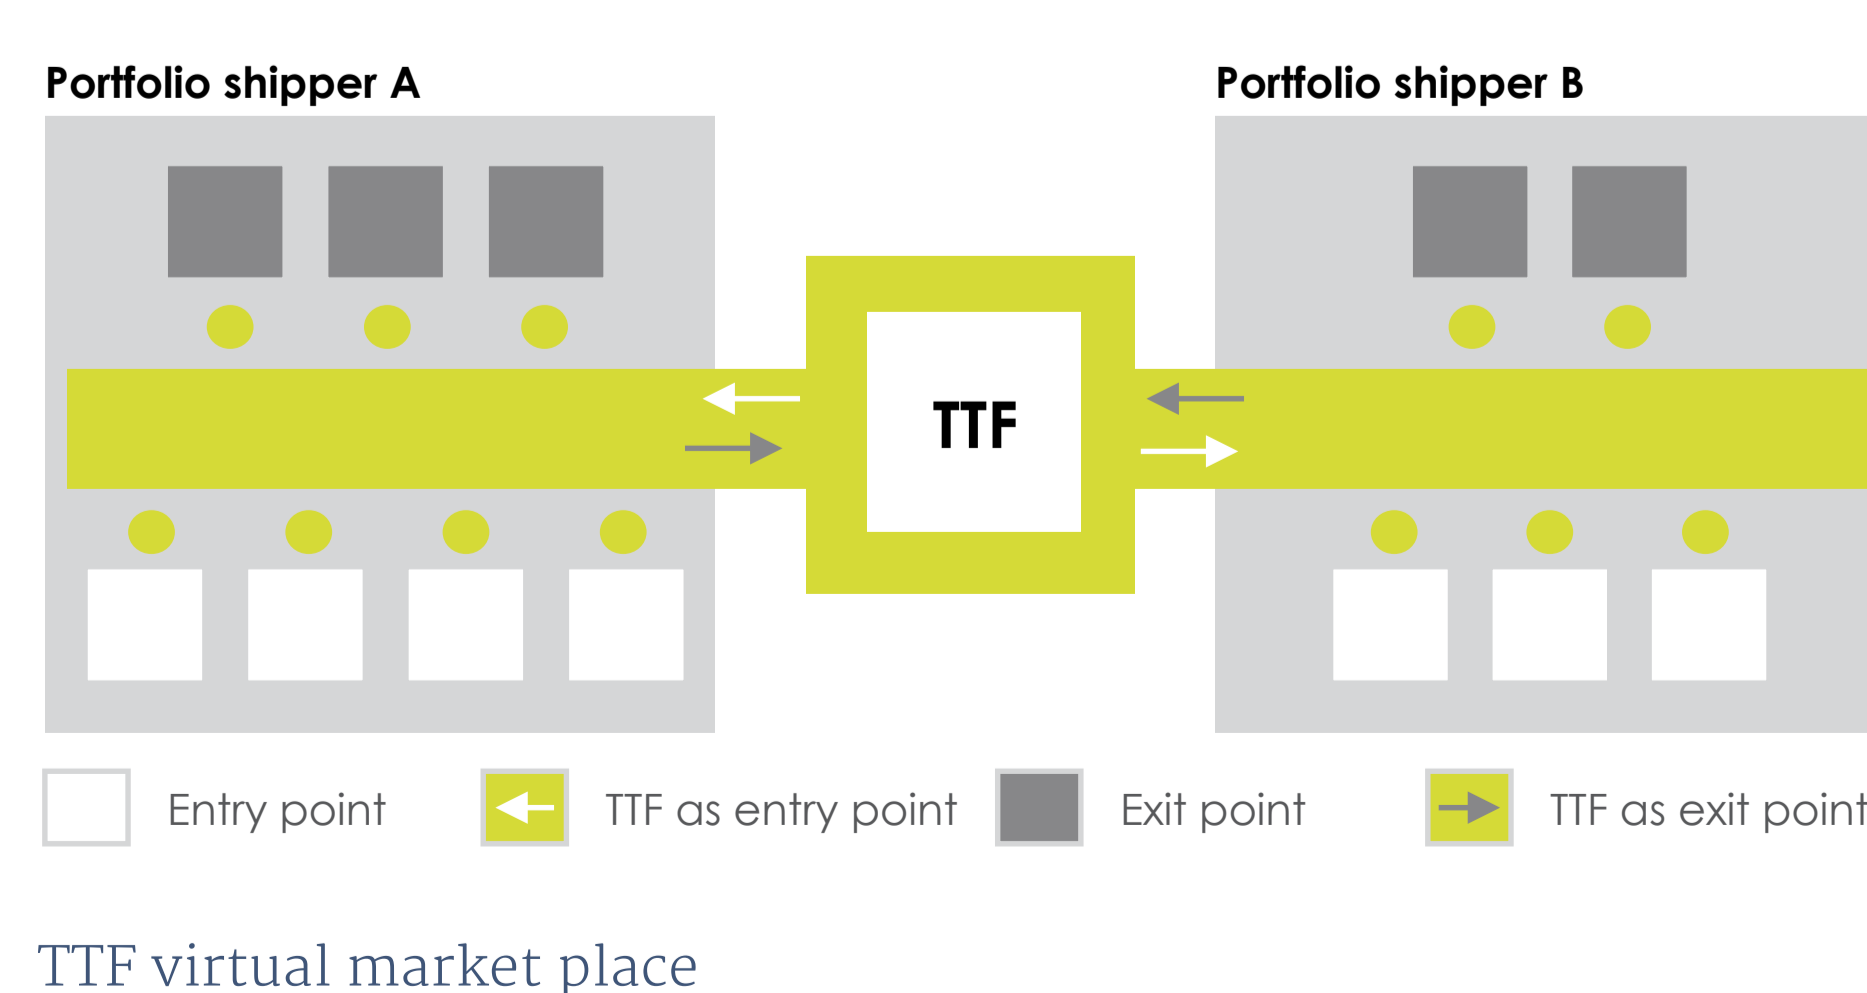 Portfolio shipper A
Portfolio shipper B
TTF
Entry point
TTF as entry point
Exit point
TTF as exit point
TTF virtual market place